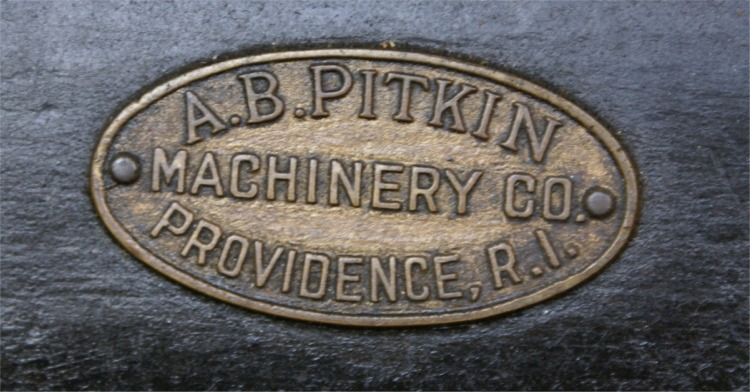 A.B.PITKIN
MACHINERY CO.
PROVIDENCE, R.I.